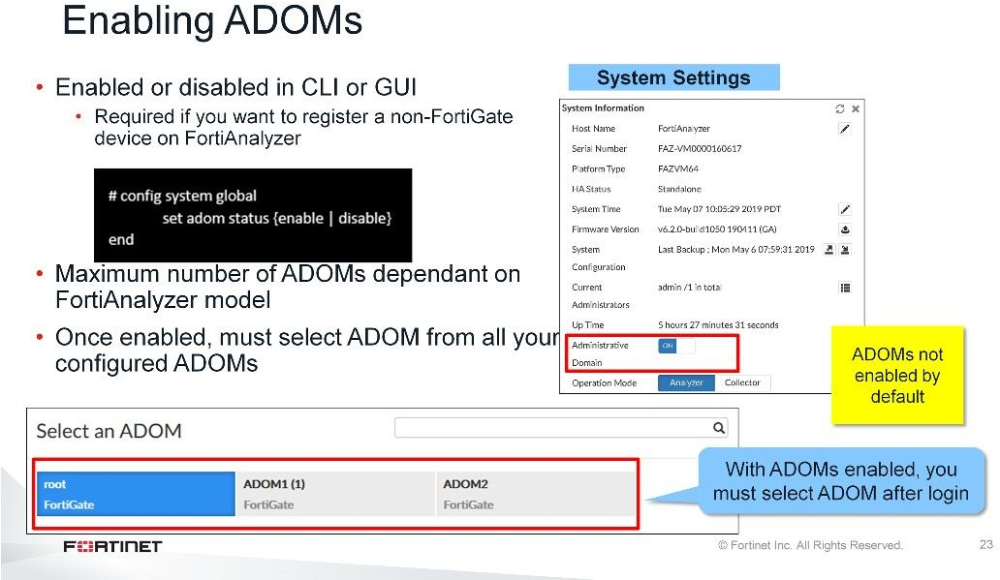 Enabling ADOMs
• Enabled or disabled in CLI or GUI
• Required if you want to register a non-FortiGate
device on FortiAnalyzer
# config system global
set adom status {enable | disable}
end
• Maximum number of ADOMs dependant on
FortiAnalyzer model
• Once enabled, must select ADOM from all your
configured ADOMs
System Settings
System Information
Host Name FortiAnalyzer
Serial Number FAZ-VM0000160617
Platform Type FAZVM64
HA Status Standalone
System Time Tue May 07 10:05:29 2019 PDT
Firmware Version v6.2.0-build1050 190411 (GA)
System Last Backup : Mon May 6 07:59:31 2019
Configuration
Current admin /1 in total
Administrators
Up Time 5 hours 27 minutes 31 seconds
Administrative ON
Domain
Operation Mode Analyzer Collector
ADOMs not
enabled by
default
Select an ADOM
root ADOM1 (1) ADOM2
FortiGate FortiGate FortiGate
With ADOMs enabled, you
must select ADOM after login
FORTINET
© Fortinet Inc. All Rights Reserved. 23